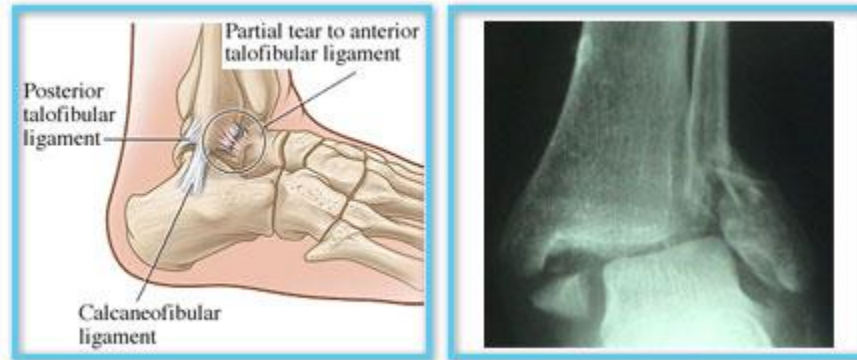 Partial tear to anterior
talofibular ligament
Posterior
talofibular
ligament
Calcaneofibular
ligament